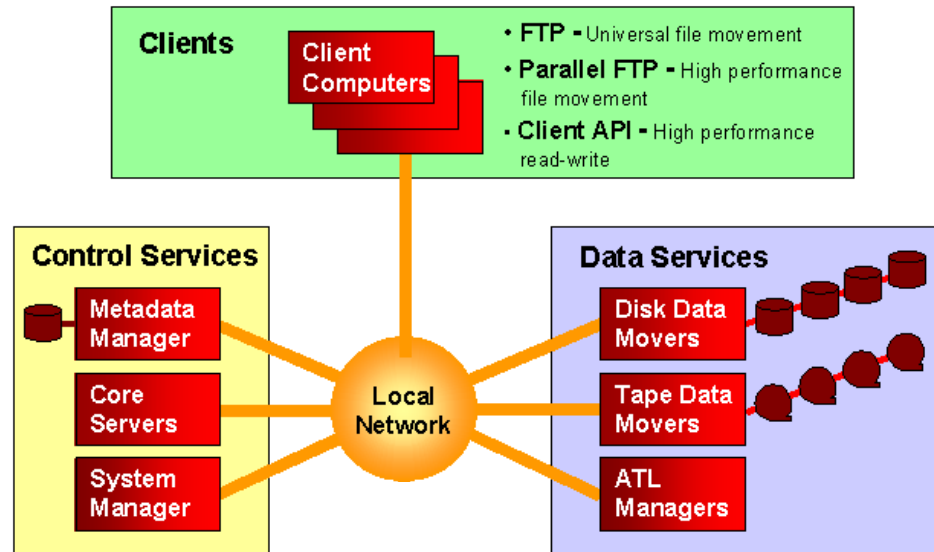 Clients
Client
Computers
• FTP - Universal file movement
• Parallel FTP - High performance
file movement
• Client API - High performance
read-write
Control Services
Metadata
Manager
Core
Servers
System
Manager
Local
Network
Data Services
Disk Data
Movers
Tape Data
Movers
ATL
Managers